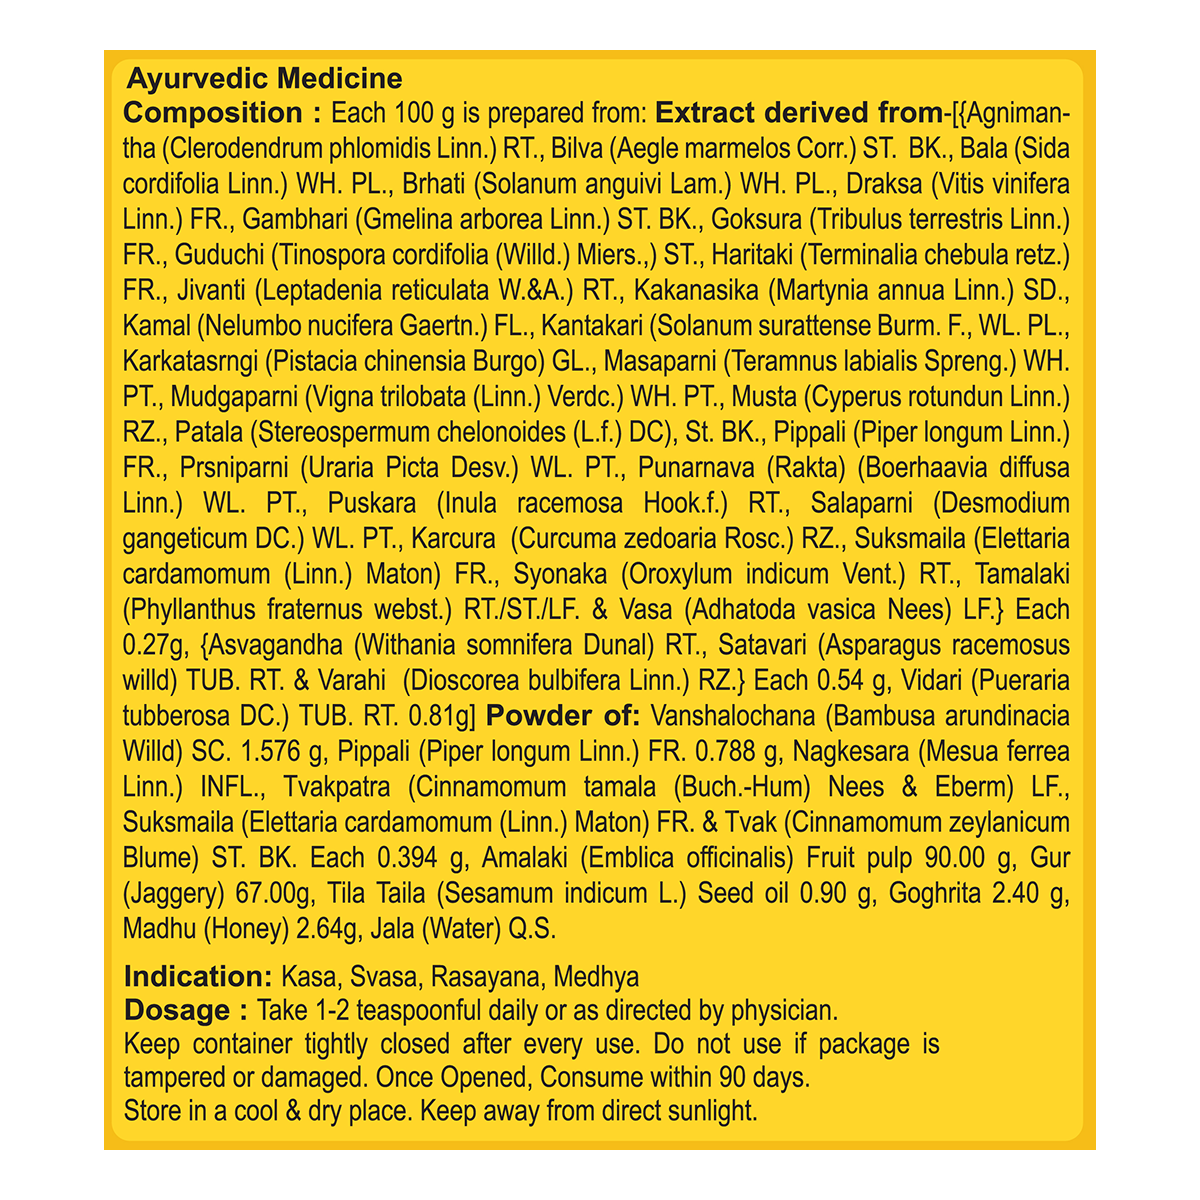 Ayurvedic Medicine
Composition : Each 100 g is prepared from: Extract derived from-[{Agniman-
tha (Clerodendrum phlomidis Linn.) RT., Bilva (Aegle marmelos Corr.) ST. BK., Bala (Sida
cordifolia Linn.) WH. PL., Brhati (Solanum anguivi Lam.) WH. PL., Draksa (Vitis vinifera
Linn.) FR., Gambhari (Gmelina arborea Linn.) ST. BK., Goksura (Tribulus terrestris Linn.)
FR., Guduchi (Tinospora cordifolia (Willd.) Miers.,) ST., Haritaki (Terminalia chebula retz.)
FR., Jivanti (Leptadenia reticulata W.&A.) RT., Kakanasika (Martynia annua Linn.) SD.,
Kamal (Nelumbo nucifera Gaertn.) FL., Kantakari (Solanum surattense Burm. F., WL. PL.,
Karkatasrngi (Pistacia chinensia Burgo) GL., Masaparni (Teramnus labialis Spreng.) WH.
PT., Mudgaparni (Vigna trilobata (Linn.) Verdc.) WH. PT., Musta (Cyperus rotundun Linn.)
RZ., Patala (Stereospermum chelonoides (L.f.) DC), St. BK., Pippali (Piper longum Linn.)
FR., Prsniparni (Uraria Picta Desv.) WL. PT., Punarnava (Rakta) (Boerhaavia diffusa
Linn.) WL. PT., Puskara (Inula racemosa Hook.f.) RT., Salaparni (Desmodium
gangeticum DC.) WL. PT., Karcura (Curcuma zedoaria Rosc.) RZ., Suksmaila (Elettaria
cardamomum (Linn.) Maton) FR., Syonaka (Oroxylum indicum Vent.) RT., Tamalaki
(Phyllanthus fraternus webst.) RT./ST./LF. & Vasa (Adhatoda vasica Nees) LF.} Each
0.27g, {Asvagandha (Withania somnifera Dunal) RT., Satavari (Asparagus racemosus
willd) TUB. RT. & Varahi (Dioscorea bulbifera Linn.) RZ.} Each 0.54 g, Vidari (Pueraria
tubberosa DC.) TUB. RT. 0.81g] Powder of: Vanshalochana (Bambusa arundinacia
Willd) SC. 1.576 g, Pippali (Piper longum Linn.) FR. 0.788 g, Nagkesara (Mesua ferrea
Linn.) INFL., Tvakpatra (Cinnamomum tamala (Buch.-Hum) Nees & Eberm) LF.,
Suksmaila (Elettaria cardamomum (Linn.) Maton) FR. & Tvak (Cinnamomum zeylanicum
Blume) ST. BK. Each 0.394 g, Amalaki (Emblica officinalis) Fruit pulp 90.00 g, Gur
(Jaggery) 67.00g, Tila Taila (Sesamum indicum L.) Seed oil 0.90 g, Goghrita 2.40 g,
Madhu (Honey) 2.64g, Jala (Water) Q.S.
Indication: Kasa, Svasa, Rasayana, Medhya
Dosage : Take 1-2 teaspoonful daily or as directed by physician.
Keep container tightly closed after every use. Do not use if package is
tampered or damaged. Once Opened, Consume within 90 days.
Store in a cool & dry place. Keep away from direct sunlight.